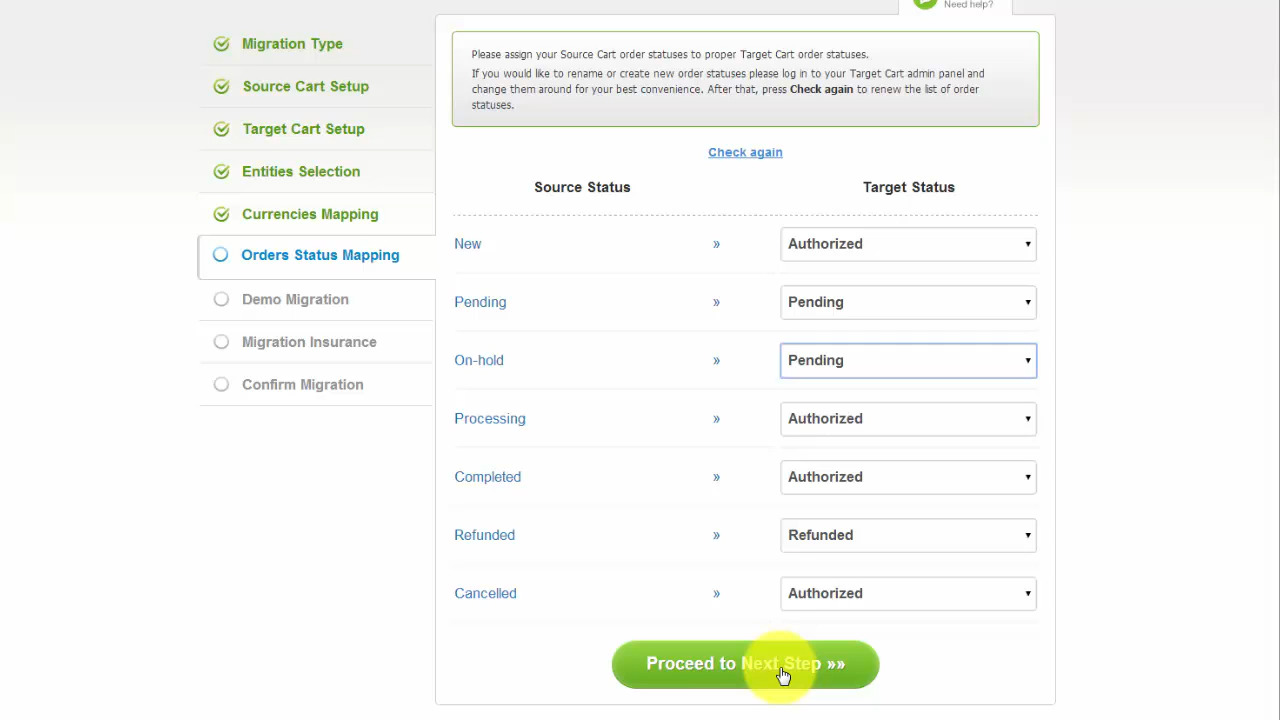 Need help?
Migration Type
Source Cart Setup
Target Cart Setup
Entities Selection
Currencies Mapping
Orders Status Mapping
Demo Migration
Migration Insurance
Confirm Migration
Please assign your Source Cart order statuses to proper Target Cart order statuses.
If you would like to rename or create new order statuses please log in to your Target Cart admin panel and
change them around for your best convenience. After that, press Check again to renew the list of order
statuses.
Check again
Source Status Target Status
New » Authorized
Pending » Pending
On-hold » Pending
Processing » Authorized
Completed » Authorized
Refunded » Refunded
Cancelled » Authorized
Proceed to Next Step »»